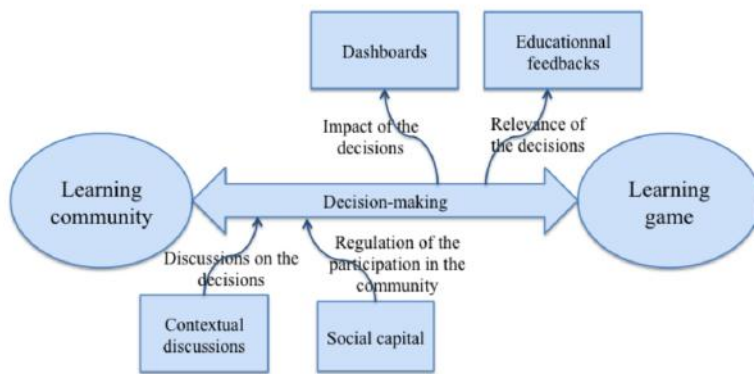 Dashboards
Educationnal
feedbacks
Impact of the
decisions
Relevance of
the decisions
Learning
community
Decision-making
Learning
game
Discussions on the
decisions
Regulation of the
participation in the
community
Contextual
discussions
Social capital